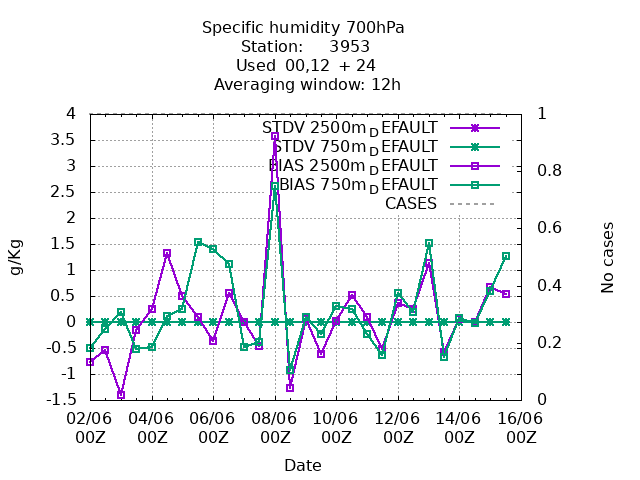 Specific humidity 700hPa
Station: 3953
Used 00,12 + 24
Averaging window: 12h
STDV 2500m_DEFAULT
STDV 750m_DEFAULT
BIAS 2500m_DEFAULT
BIAS 750m_DEFAULT
CASES
4
3.5
3
2.5
2
1.5
1
0.5
0
-0.5
-1
-1.5
g/Kg
1
0.8
0.6
0.4
0.2
0
No cases
02/06 04/06 06/06 08/06 10/06 12/06 14/06 16/06
00Z 00Z 00Z 00Z 00Z 00Z 00Z 00Z
Date